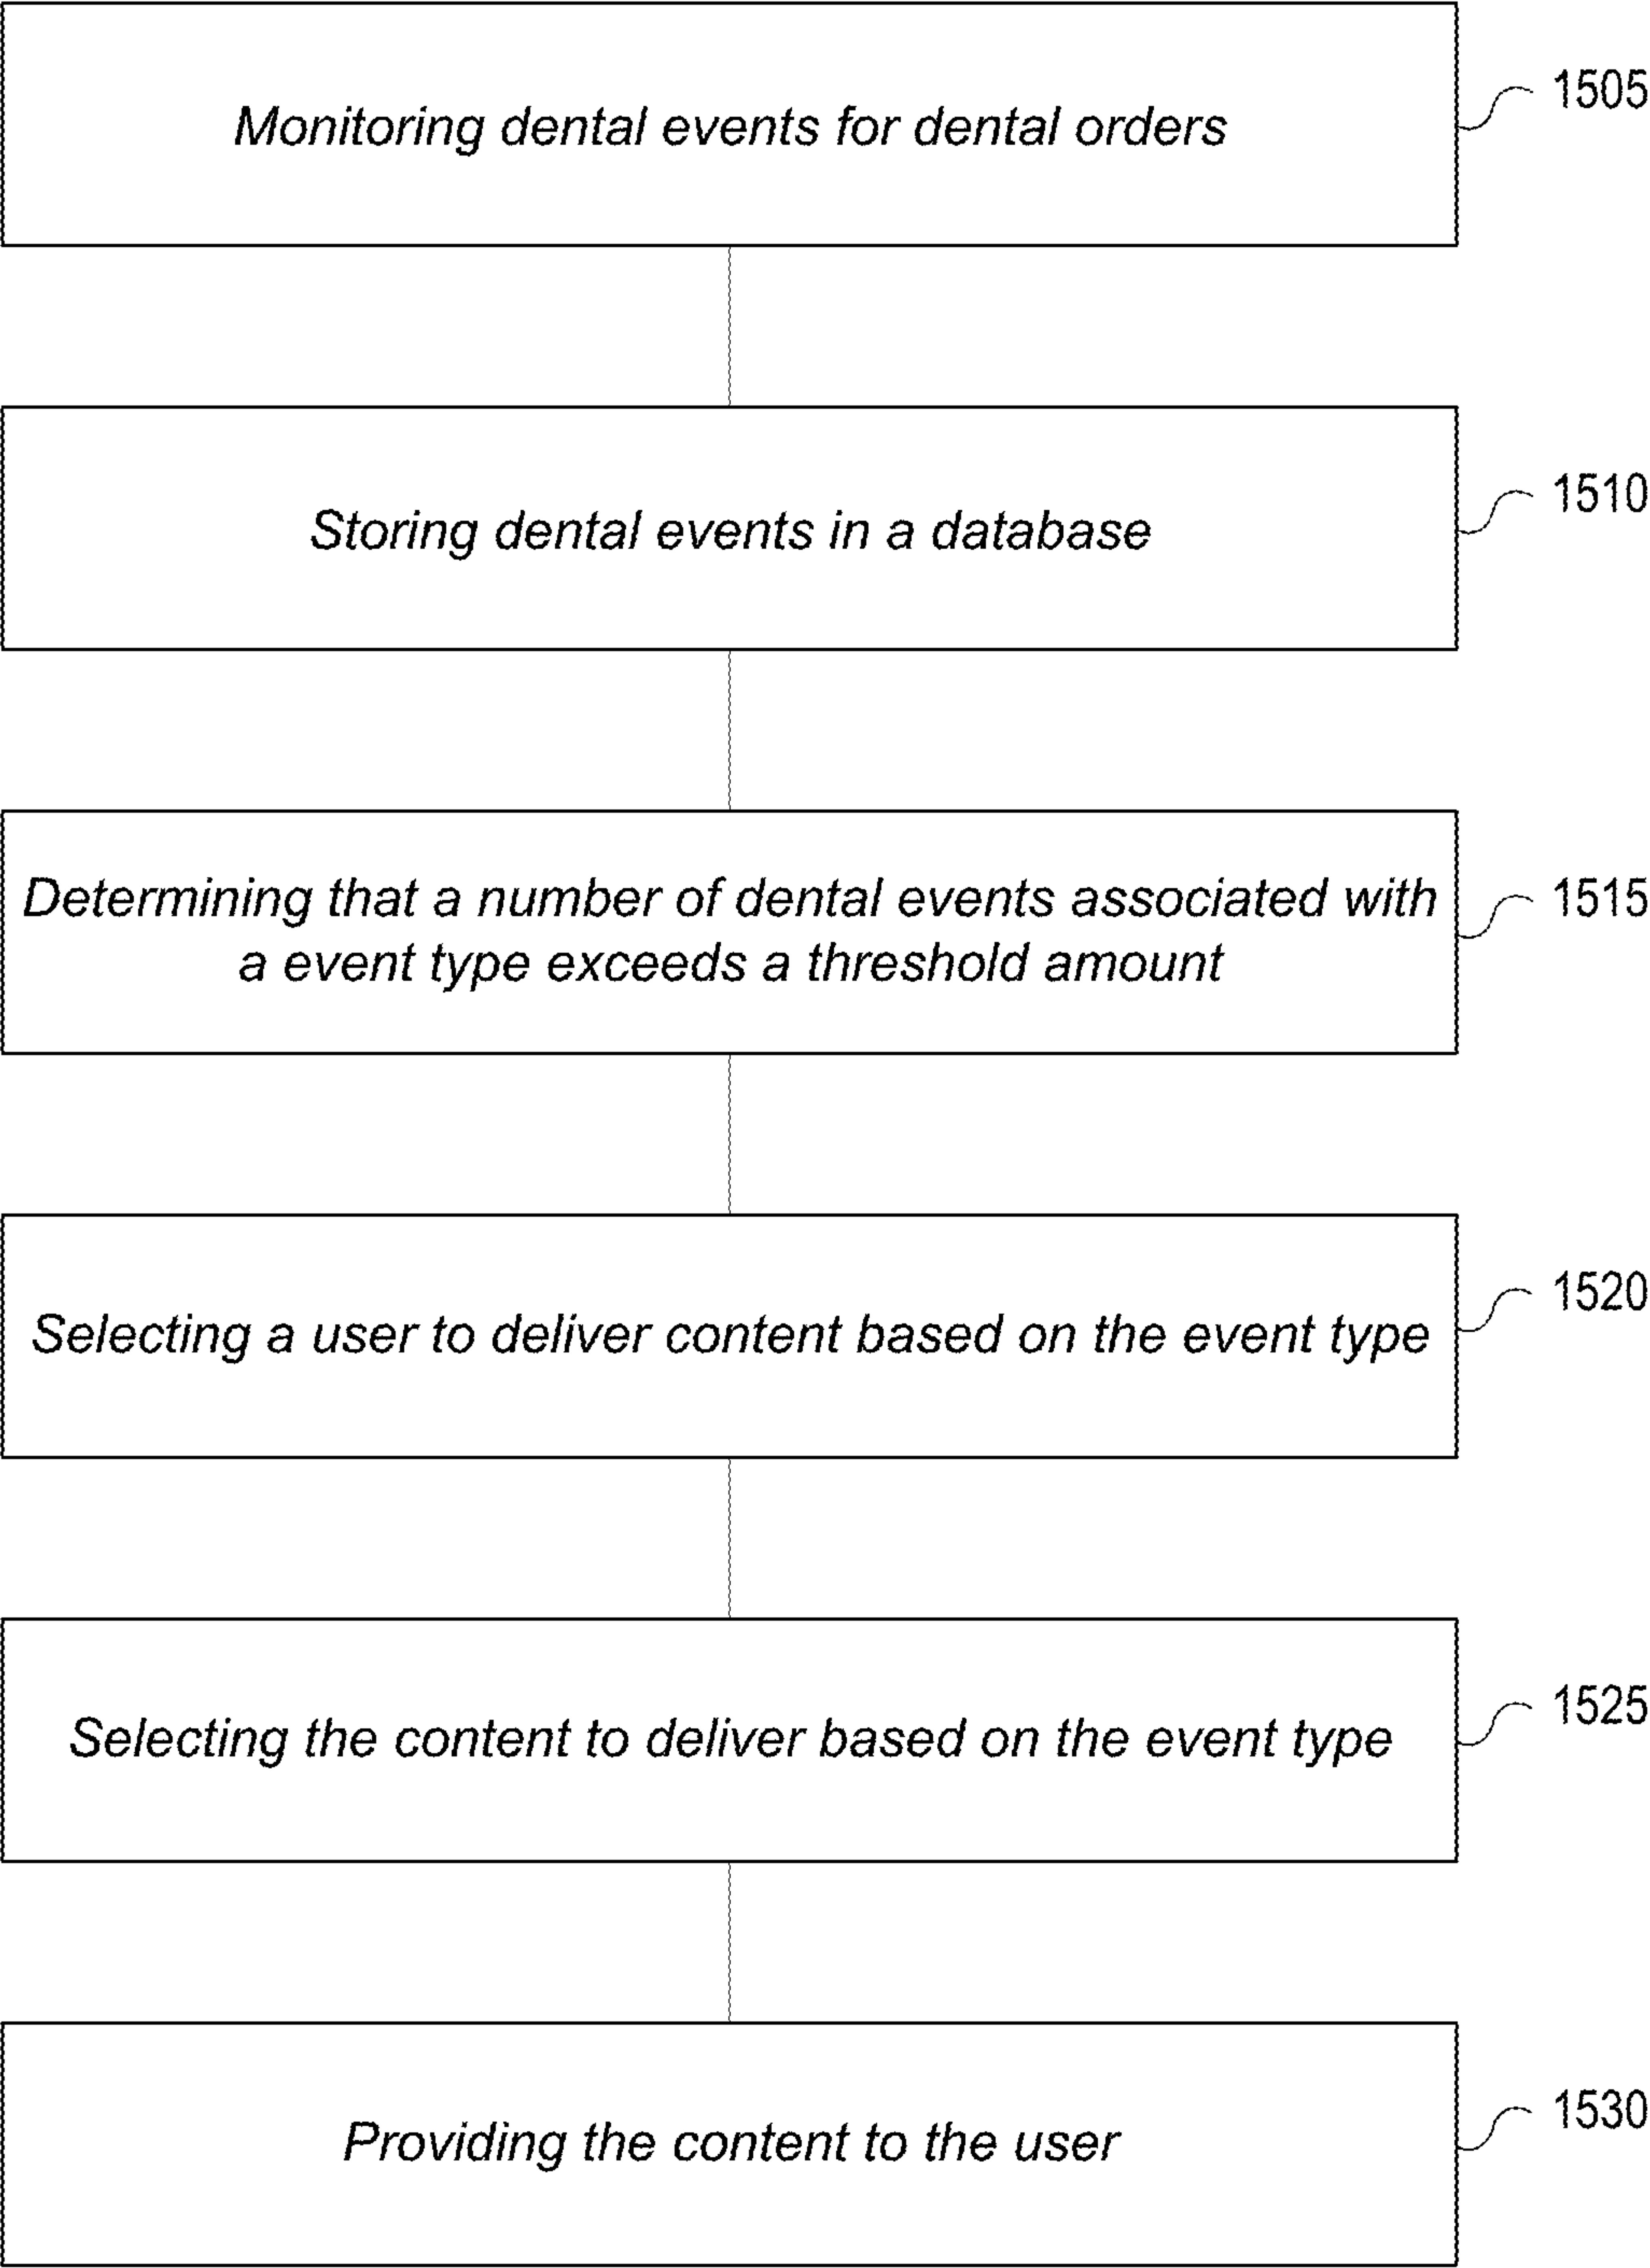 Monitoring dental events for dental orders
1505
Storing dental events in a database
1510
Determining that a number of dental events associated with
a event type exceeds a threshold amount
1515
Selecting a user to deliver content based on the event type
1520
Selecting the content to deliver based on the event type
1525
Providing the content to the user
1530